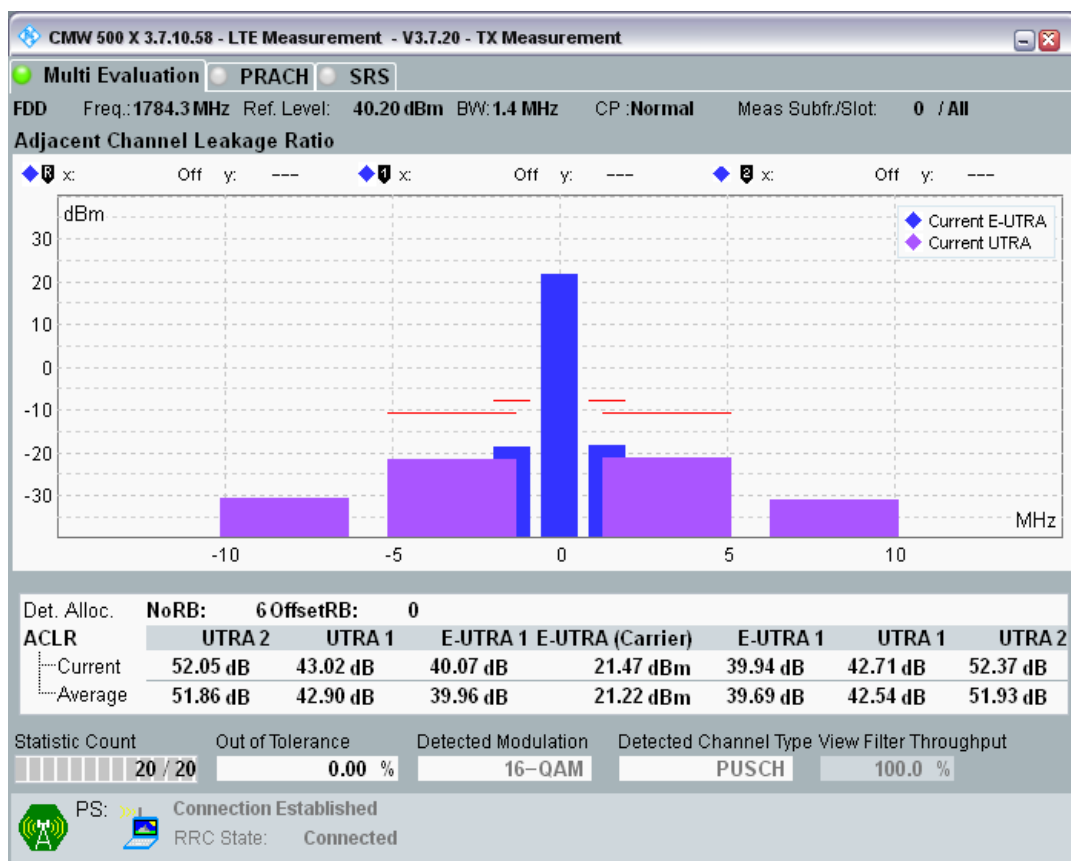 CMW 500 X 3.7.10.58 - LTE Measurement - V3.7.20 - TX Measurement
Multi Evaluation PRACH SRS
FDD Freq.: 1784.3 MHz Ref. Level: 40.20 dBm BW: 1.4 MHz CP : Normal Meas Subfr./Slot: 0 / All
Adjacent Channel Leakage Ratio
R x: Off y: --- 1 x: Off y: --- 2 x: Off y: ---
dBm
Current E-UTRA
Current UTRA
30
20
10
0
-10
-20
-30
MHz
-10 -5 0 5 10
Det. Alloc. NoRB: 6 OffsetRB: 0
ACLR UTRA 2 UTRA 1 E-UTRA 1 E-UTRA (Carrier) E-UTRA 1 UTRA 1 UTRA 2
Current 52.05 dB 43.02 dB 40.07 dB 21.47 dBm 39.94 dB 42.71 dB 52.37 dB
Average 51.86 dB 42.90 dB 39.96 dB 21.22 dBm 39.69 dB 42.54 dB 51.93 dB
Statistic Count Out of Tolerance Detected Modulation Detected Channel Type View Filter Throughput
20 / 20 0.00 % 16-QAM PUSCH 100.0 %
PS: Connection Established
RRC State: Connected